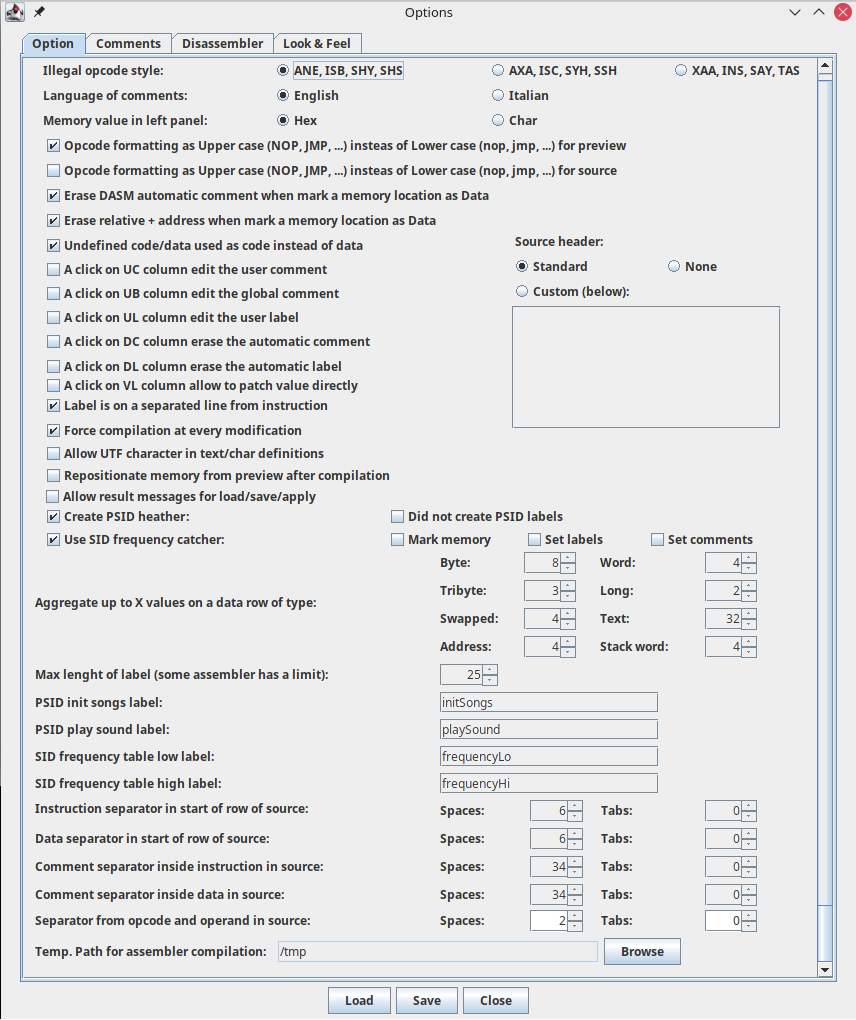 Options
Option Comments Disassembler Look & Feel
Illegal opcode style: ANE, ISB, SHY, SHS AXA, ISC, SYH, SSH XAA, INS, SAY, TAS
Language of comments: English Italian
Memory value in left panel: Hex Char
Opcode formatting as Upper case (NOP, JMP, ...) insteas of Lower case (nop, jmp, ...) for preview
Opcode formatting as Upper case (NOP, JMP, ...) insteas of Lower case (nop, jmp, ...) for source
Erase DASM automatic comment when mark a memory location as Data
Erase relative + address when mark a memory location as Data
Undefined code/data used as code instead of data
Source header:
A click on UC column edit the user comment
Standard None
A click on UB column edit the global comment
Custom (below):
A click on UL column edit the user label
A click on DC column erase the automatic comment
A click on DL column erase the automatic label
A click on VL column allow to patch value directly
Label is on a separated line from instruction
Force compilation at every modification
Allow UTF character in text/char definitions
Repositionate memory from preview after compilation
Allow result messages for load/save/apply
Create PSID heather: Did not create PSID labels
Use SID frequency catcher: Mark memory Set labels Set comments
Byte: 8 Word: 4
Tribyte: 3 Long: 2
Aggregate up to X values on a data row of type:
Swapped: 4 Text: 32
Address: 4 Stack word: 4
Max lenght of label (some assembler has a limit): 25
PSID init songs label: initSongs
PSID play sound label: playSound
SID frequency table low label: frequencyLo
SID frequency table high label: frequencyHi
Instruction separator in start of row of source: Spaces: 6 Tabs: 0
Data separator in start of row of source: Spaces: 6 Tabs: 0
Comment separator inside instruction in source: Spaces: 34 Tabs: 0
Comment separator inside data in source: Spaces: 34 Tabs: 0
Separator from opcode and operand in source: Spaces: 2 Tabs: 0
Temp. Path for assembler compilation: /tmp Browse
Load Save Close